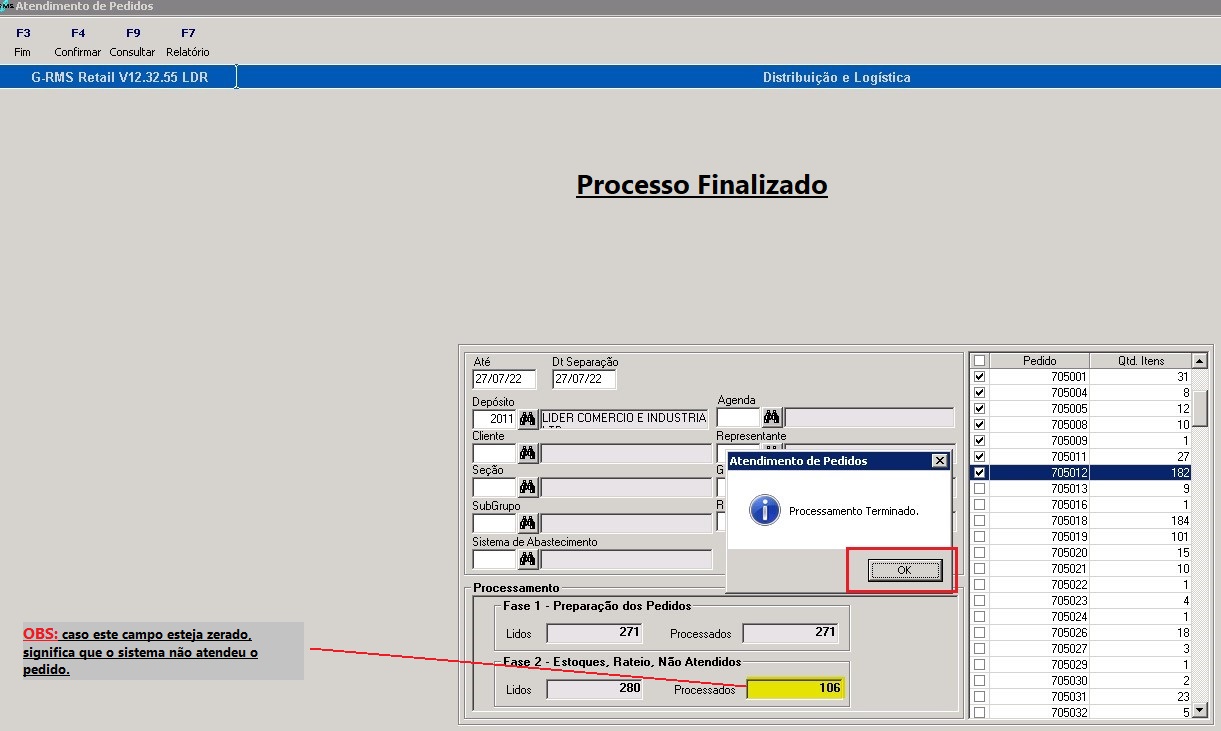 RMS Atendimento de Pedidos
F3 F4 F9 F7
Fim Confirmar Consultar Relatório
G-RMS Retail V12.32.55 LDR Distribuição e Logística
Processo Finalizado
Até Dt Separação
27/07/22 27/07/22
Depósito Agenda
2011 LIDER COMERCIO E INDUSTRIA
Cliente Representante
Seção G
SubGrupo R
Sistema de Abastecimento
Atendimento de Pedidos
Processamento Terminado.
OK
Processamento
Fase 1 - Preparação dos Pedidos
Lidos 271 Processados 271
Fase 2 - Estoques, Rateio, Não Atendidos
Lidos 280 Processados 106
OBS: caso este campo esteja zerado,
significa que o sistema não atendeu o
pedido.
Pedido Qtd. Itens
705001 31
705004 8
705005 12
705008 10
705009 1
705011 27
705012 182
705013 9
705016 1
705018 184
705019 101
705020 15
705021 10
705022 1
705023 4
705024 1
705026 18
705027 3
705029 1
705030 2
705031 23
705032 5